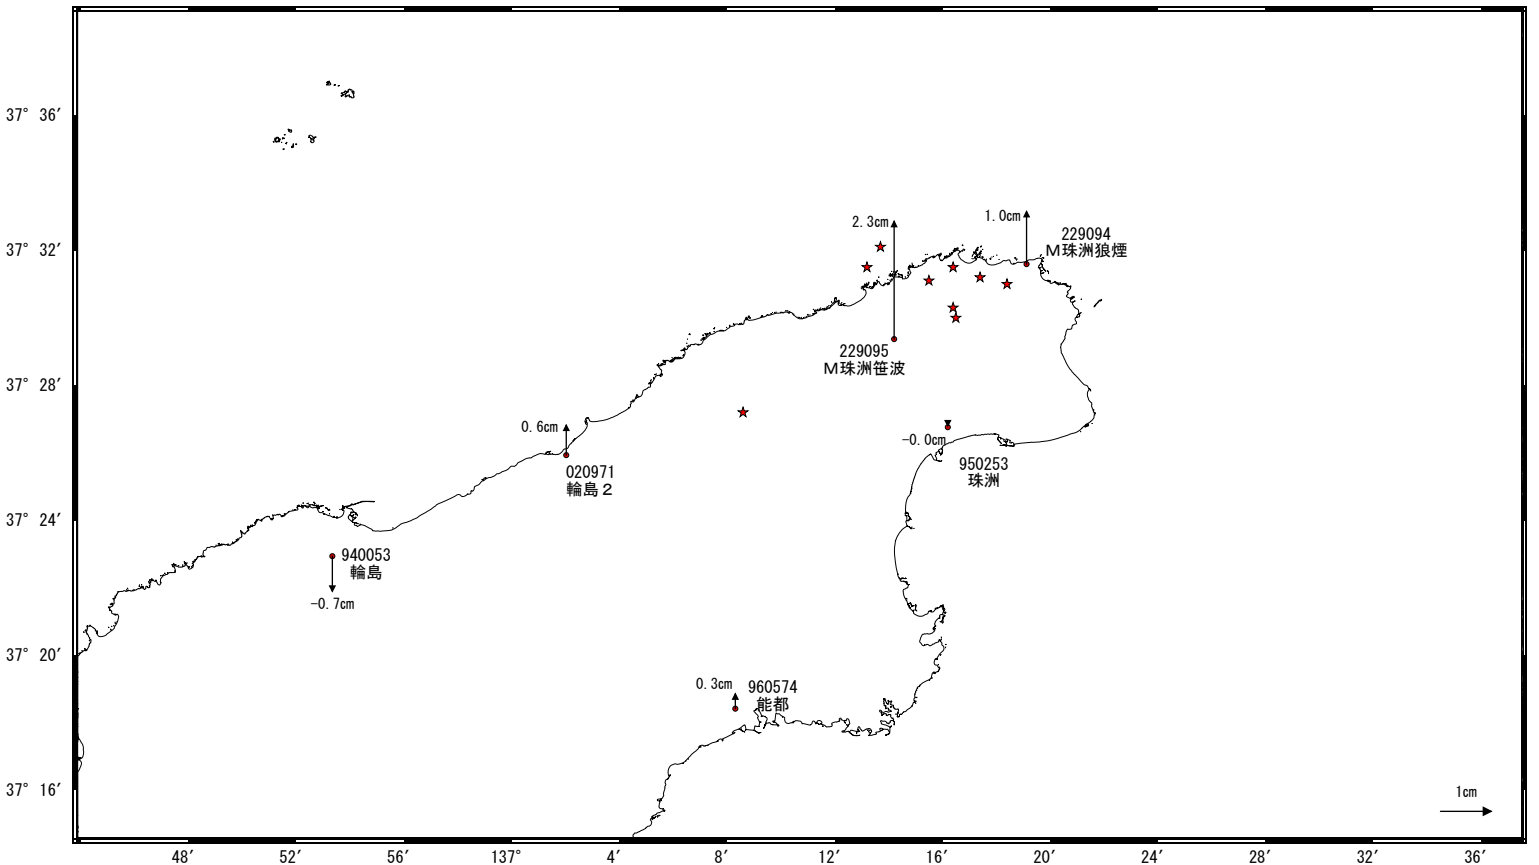 37° 36′
37° 32′
37° 28′
37° 24′
37° 20′
37° 16′
2.3cm
1.0cm
229094
M珠洲狼煙
229095
M珠洲笹波
0.6cm
020971
輪島2
-0.0cm
950253
珠洲
940053
輪島
-0.7cm
0.3cm
960574
能都
1cm
48′ 52′ 56′ 137° 4′ 8′ 12′ 16′ 20′ 24′ 28′ 32′ 36′